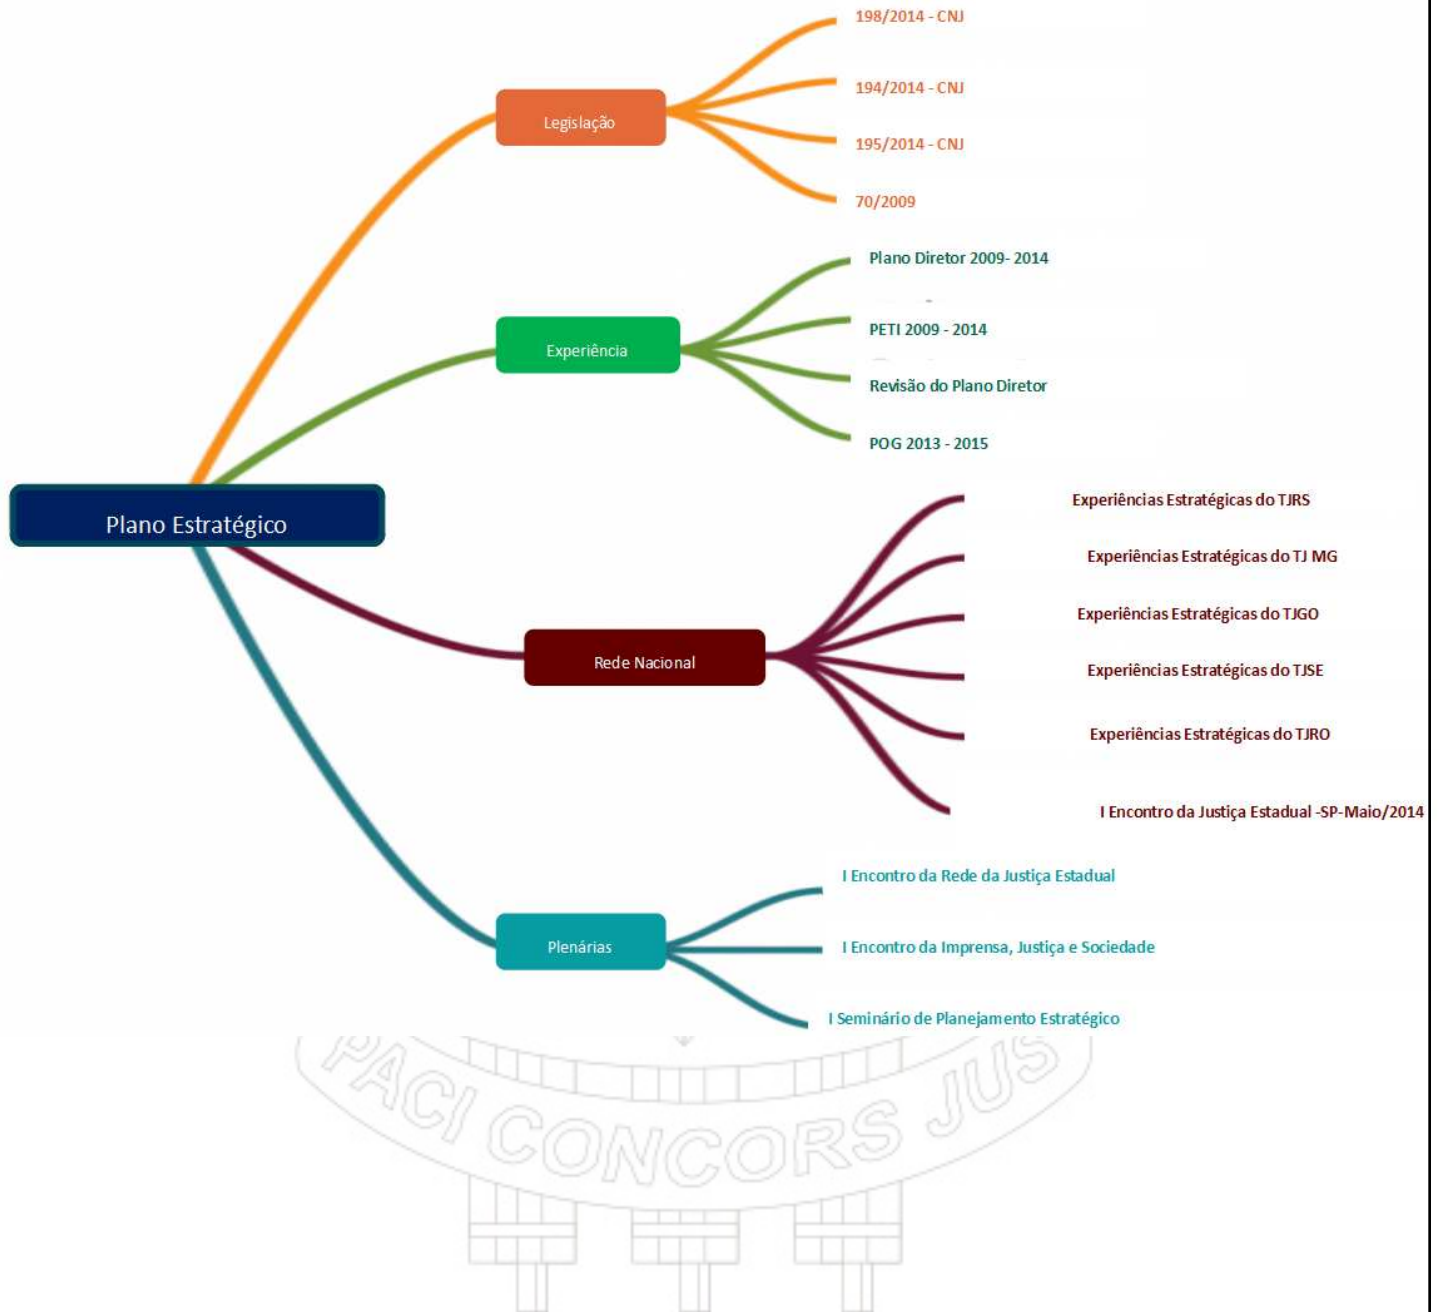 198/2014 - CNJ
194/2014 - CNJ
Legislação
195/2014 - CNJ
70/2009
Plano Diretor 2009- 2014
PETI 2009 - 2014
Experiência
Revisão do Plano Diretor
POG 2013 - 2015
Plano Estratégico
Experiências Estratégicas do TJRS
Experiências Estratégicas do TJ MG
Experiências Estratégicas do TJGO
Rede Nacional
Experiências Estratégicas do TJSE
Experiências Estratégicas do TJRO
I Encontro da Justiça Estadual -SP-Maio/2014
I Encontro da Rede da Justiça Estadual
Plenárias
I Encontro da Imprensa, Justiça e Sociedade
I Seminário de Planejamento Estratégico
PACI CONCORS JUS